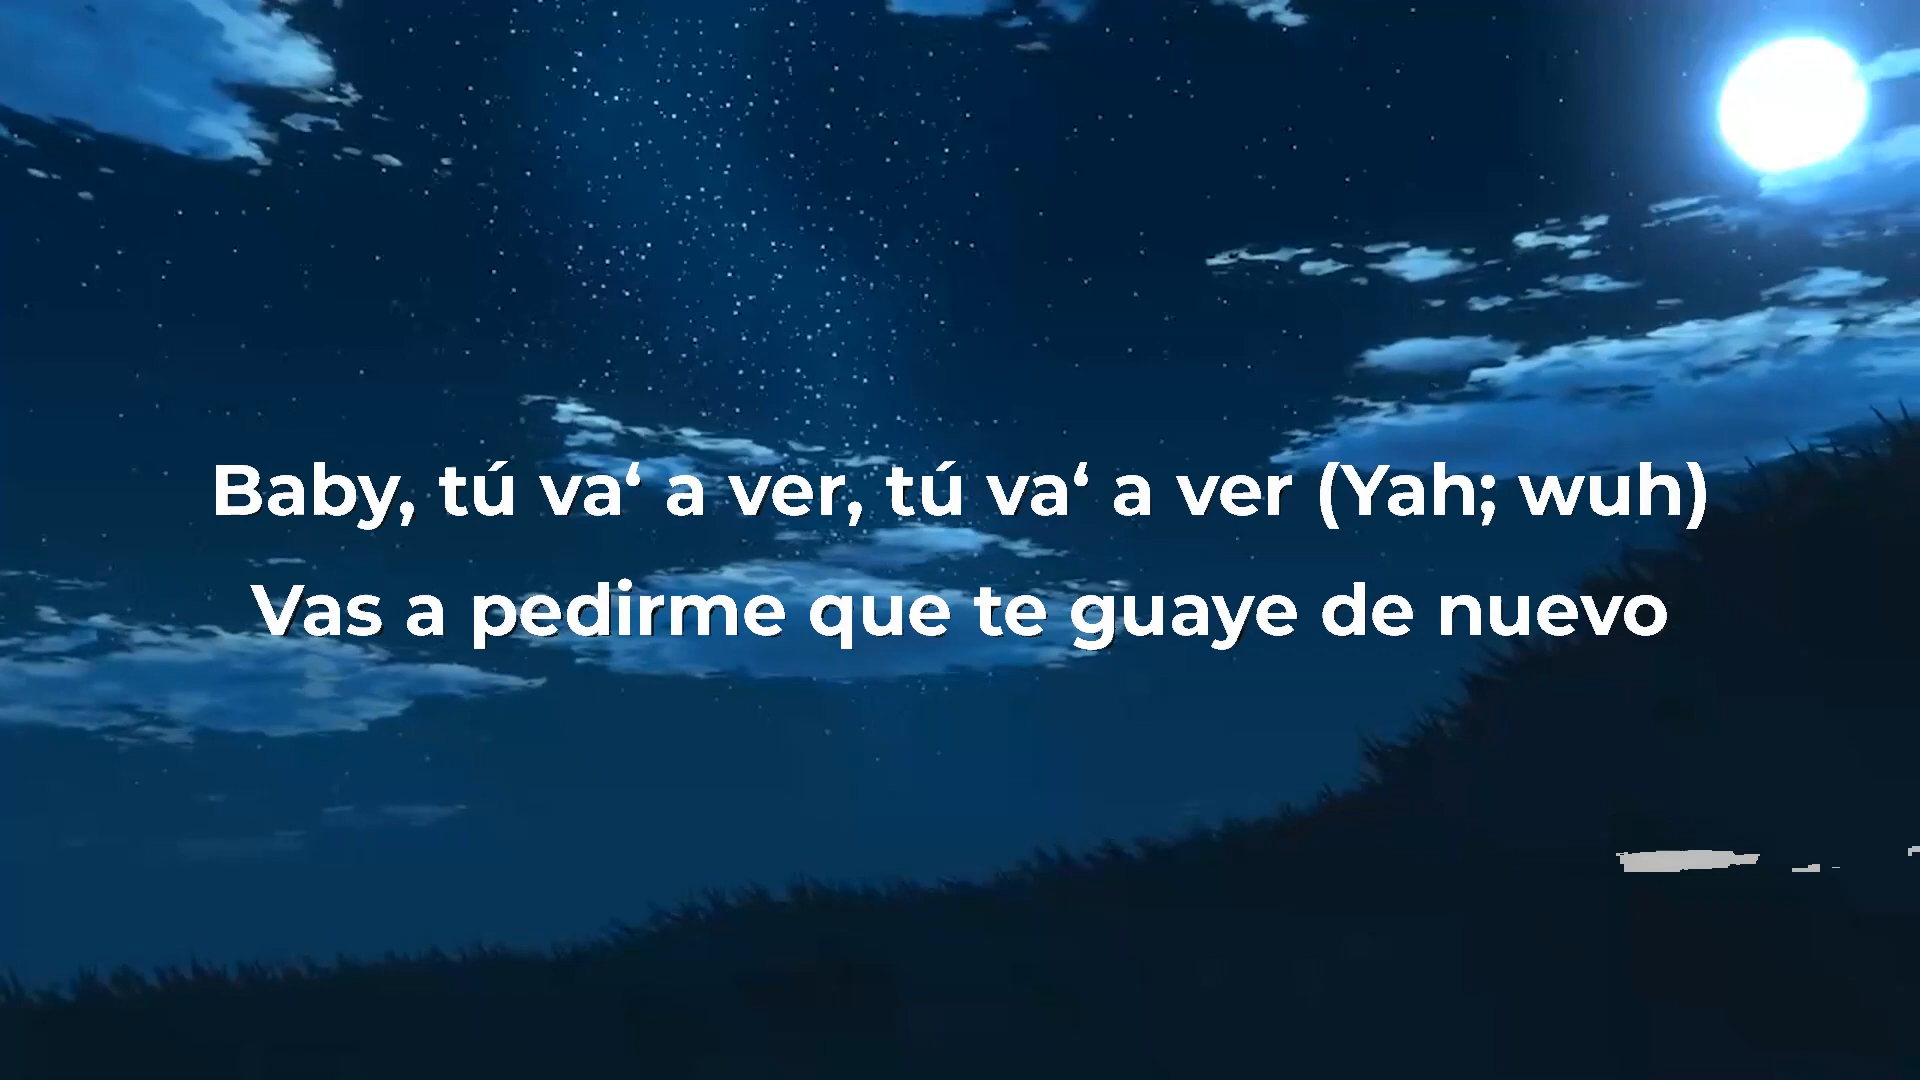 Baby, tú va‘ a ver, tú va‘ a ver (Yah; wuh)
Vas a pedirme que te guaye de nuevo